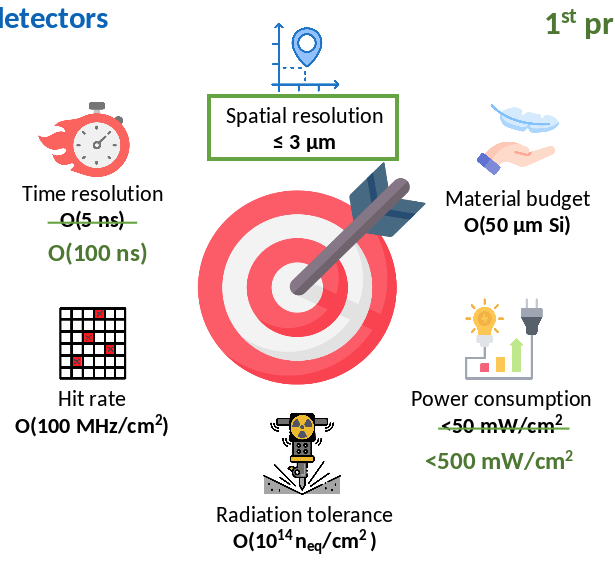 detectors
1st pr
Spatial resolution
≤ 3 µm
Time resolution
O(5 ns)
O(100 ns)
Material budget
O(50 µm Si)
Hit rate
O(100 MHz/cm²)
Power consumption
<50 mW/cm²
<500 mW/cm²
Radiation tolerance
O(10¹⁴ neq/cm² )